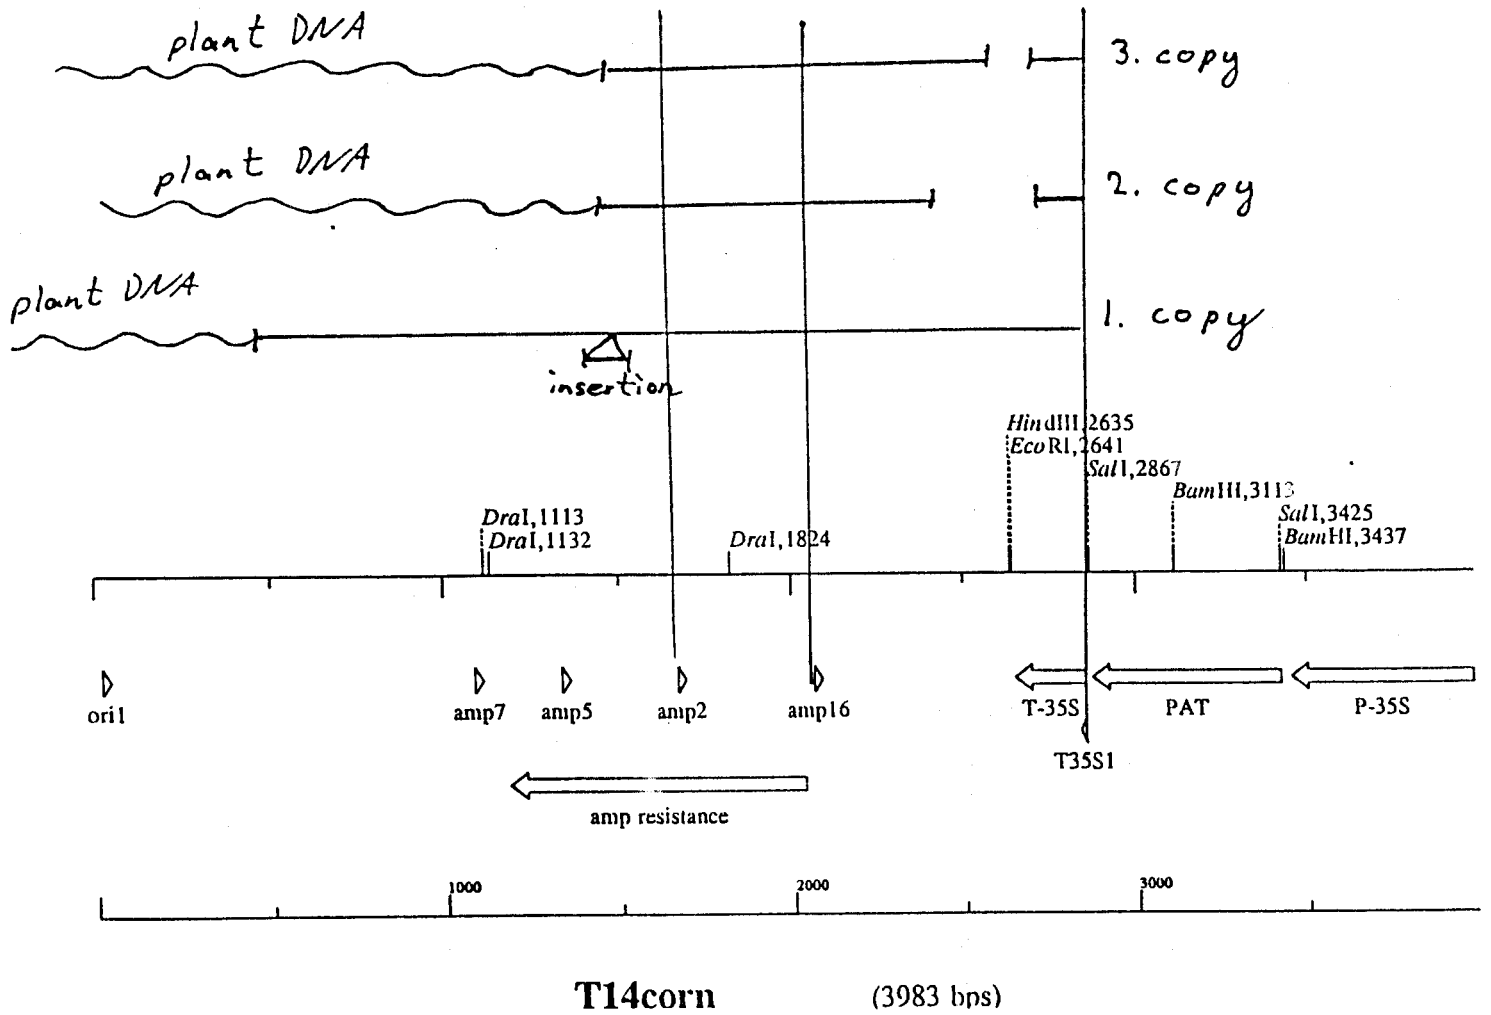 plant DNA
3. copy
plant DNA
2. copy
plant DNA
1. copy
insertion
HindIII,2635
EcoRI,2641
SalI,2867
BamHI,3113
DraI,1113
SalI,3425
DraI,1132
DraI,1824
BamHI,3437
ori1
amp7
amp5
amp2
amp16
T-35S
PAT
P-35S
T35S1
amp resistance
1000
2000
3000
T14corn (3983 bps)